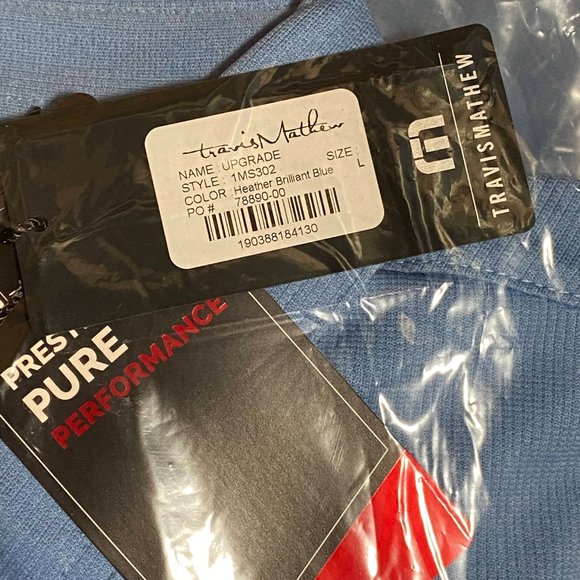 travisMathew
NAME : UPGRADE
STYLE : 1MS302 SIZE :
COLOR : Heather Brilliant Blue L
PO # : 78890-00
190388184130
TRAVISMATHEW
PURE
PERFORMANCE